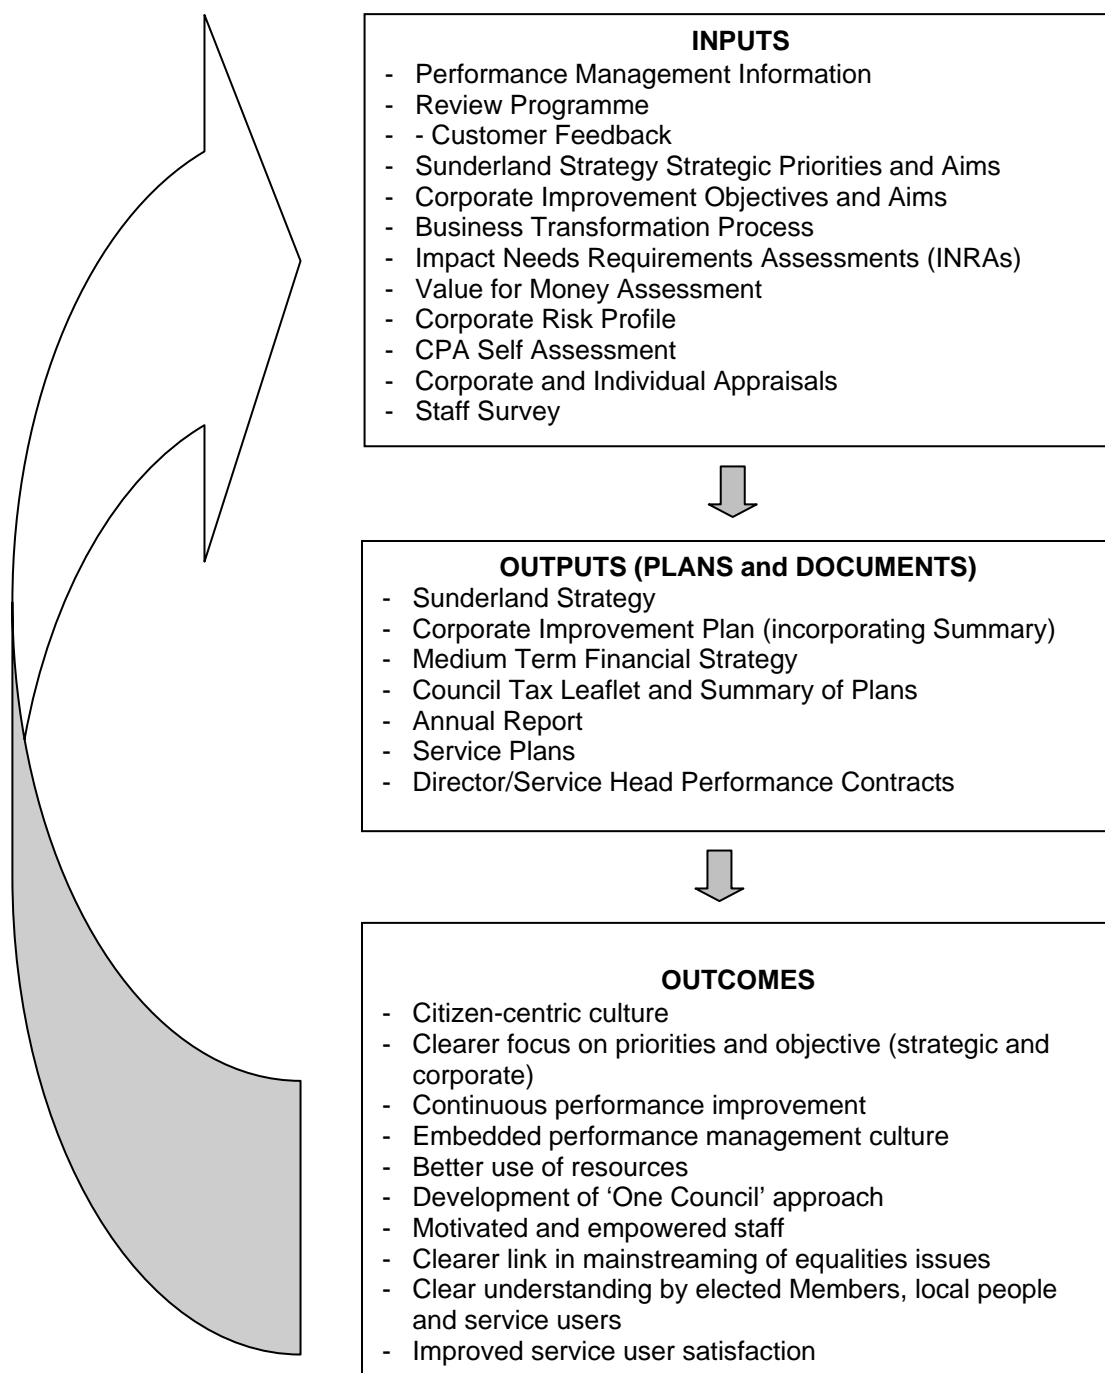 INPUTS
- Performance Management Information
- Review Programme
- - Customer Feedback
- Sunderland Strategy Strategic Priorities and Aims
- Corporate Improvement Objectives and Aims
- Business Transformation Process
- Impact Needs Requirements Assessments (INRAs)
- Value for Money Assessment
- Corporate Risk Profile
- CPA Self Assessment
- Corporate and Individual Appraisals
- Staff Survey
OUTPUTS (PLANS and DOCUMENTS)
- Sunderland Strategy
- Corporate Improvement Plan (incorporating Summary)
- Medium Term Financial Strategy
- Council Tax Leaflet and Summary of Plans
- Annual Report
- Service Plans
- Director/Service Head Performance Contracts
OUTCOMES
- Citizen-centric culture
- Clearer focus on priorities and objective (strategic and
corporate)
- Continuous performance improvement
- Embedded performance management culture
- Better use of resources
- Development of ‘One Council’ approach
- Motivated and empowered staff
- Clearer link in mainstreaming of equalities issues
- Clear understanding by elected Members, local people
and service users
- Improved service user satisfaction